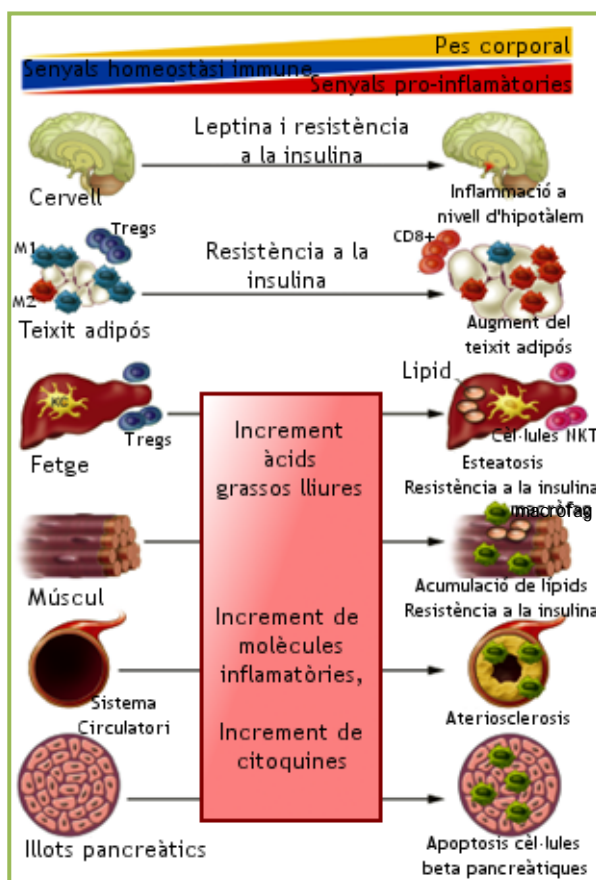 Pes corporal
Senyals homeostàsi immune
Senyals pro-inflamàtories
Leptina i resistència
a la insulina
Cervell
Inflammació a
nivell d'hipotàlem
M1
Tregs
M2
Teixit adipós
Resistència a la
insulina
CD8+
Augment del
teixit adipós
KC
Tregs
Fetge
Increment
àcids
grassos lliures
Lipid
Cèl·lules NKT
Esteatosis
Resistència a la insulina
macròfag
Múscul
Acumulació de lípids
Resistència a la insulina
Increment de
molècules
inflamatòries,
Increment de
citoquines
Sistema
Circulatori
Ateriosclerosis
Illots pancreàtics
Apoptosis cèl·lules
beta pancreàtiques